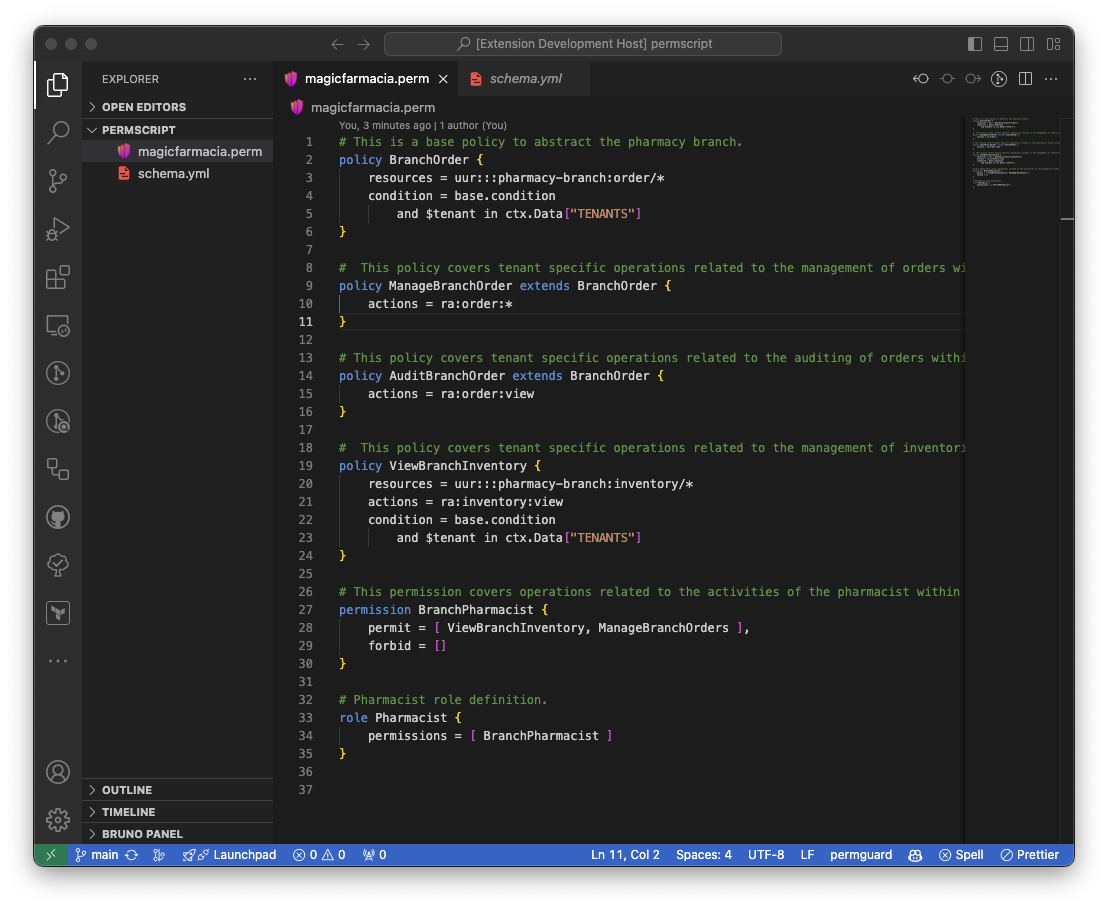 [Extension Development Host] permscript
EXPLORER
OPEN EDITORS
PERMSCRIPT
magicfarmacia.perm
schema.yml
OUTLINE
TIMELINE
BRUNO PANEL
magicfarmacia.perm
schema.yml
magicfarmacia.perm
You, 3 minutes ago | 1 author (You)
1 # This is a base policy to abstract the pharmacy branch.
2 policy BranchOrder {
3 resources = uur:::pharmacy-branch:order/*
4 condition = base.condition
5 and $tenant in ctx.Data["TENANTS"]
6 }
7
8 #  This policy covers tenant specific operations related to the management of orders wi
9 policy ManageBranchOrder extends BranchOrder {
10 actions = ra:order:*
11 }
12
13 # This policy covers tenant specific operations related to the auditing of orders withi
14 policy AuditBranchOrder extends BranchOrder {
15 actions = ra:order:view
16 }
17
18 #  This policy covers tenant specific operations related to the management of inventori
19 policy ViewBranchInventory {
20 resources = uur:::pharmacy-branch:inventory/*
21 actions = ra:inventory:view
22 condition = base.condition
23 and $tenant in ctx.Data["TENANTS"]
24 }
25
26 # This permission covers operations related to the activities of the pharmacist within
27 permission BranchPharmacist {
28 permit = [ ViewBranchInventory, ManageBranchOrders ],
29 forbid = []
30 }
31
32 # Pharmacist role definition.
33 role Pharmacist {
34 permissions = [ BranchPharmacist ]
35 }
36
37
main Launchpad 0 0 0 Ln 11, Col 2 Spaces: 4 UTF-8 LF permguard Spell Prettier